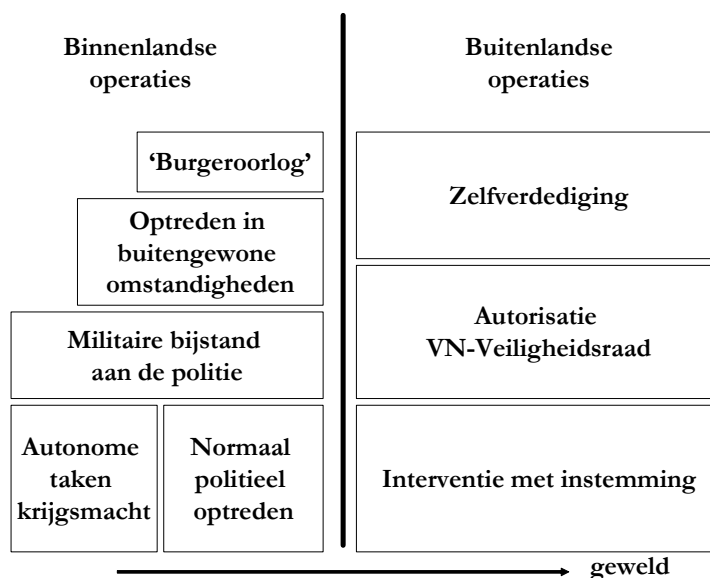 Binnenlandse
operaties
Buitenlandse
operaties
‘Burgeroorlog’
Optreden in
buitengewone
omstandigheden
Militaire bijstand
aan de politie
Autonome
taken
krijgsmacht
Normaal
politieel
optreden
Zelfverdediging
Autorisatie
VN-Veiligheidsraad
Interventie met instemming
geweld